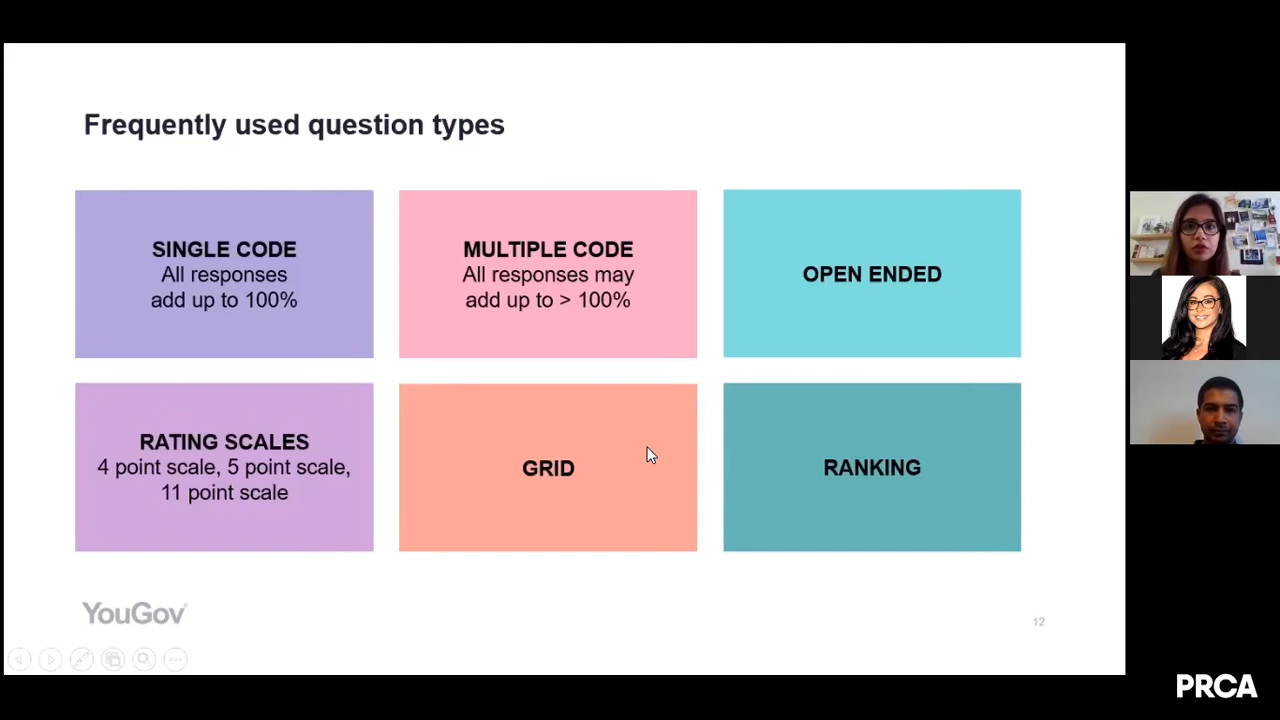 Frequently used question types
SINGLE CODE
All responses
add up to 100%
MULTIPLE CODE
All responses may
add up to > 100%
OPEN ENDED
RATING SCALES
4 point scale, 5 point scale,
11 point scale
GRID
RANKING
YouGov
12
PRCA